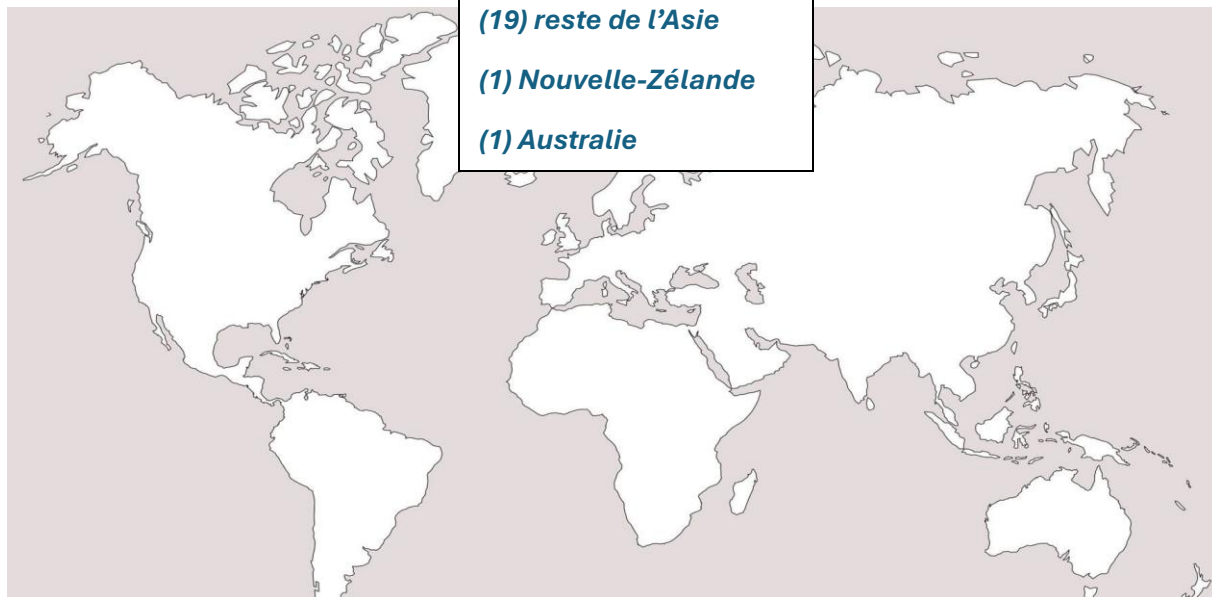 (19) reste de l’Asie
(1) Nouvelle-Zélande
(1) Australie